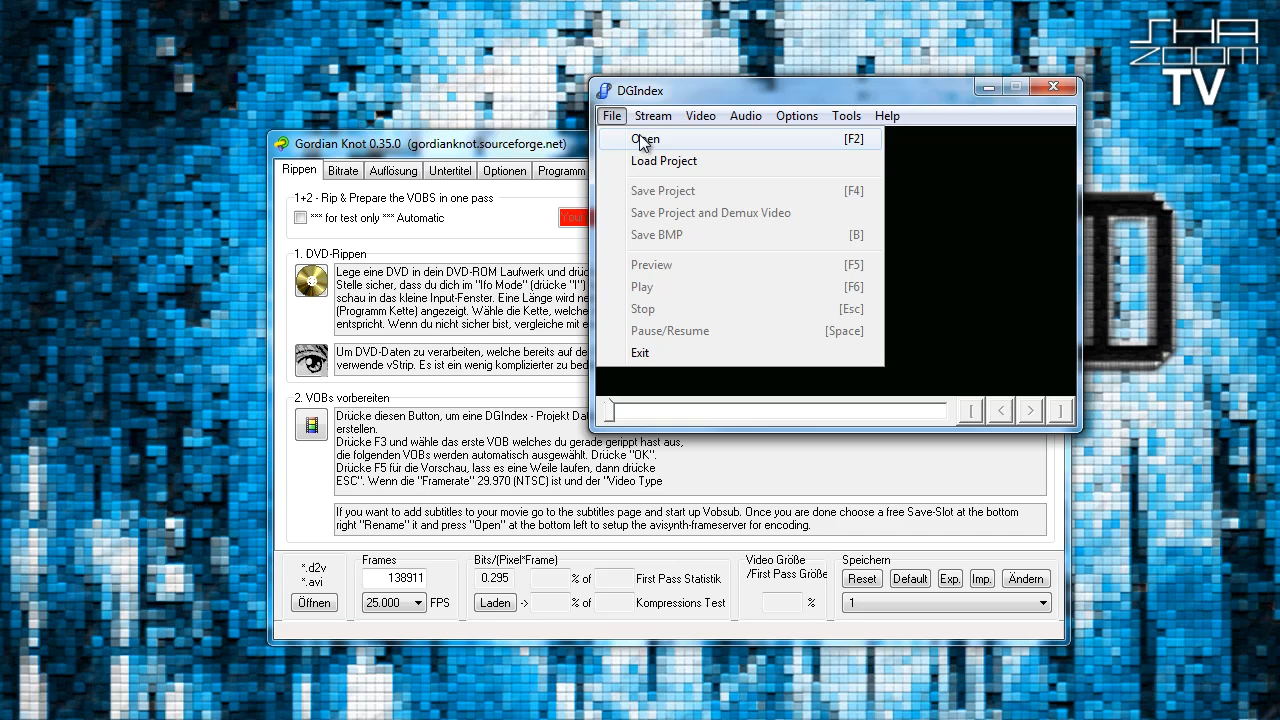 SHA
ZOOM
TV
DGIndex
File Stream Video Audio Options Tools Help
Open [F2]
Load Project
Save Project [F4]
Save Project and Demux Video
Save BMP [B]
Preview [F5]
Play [F6]
Stop [Esc]
Pause/Resume [Space]
Exit
[ < > ]
Gordian Knot 0.35.0 (gordianknot.sourceforge.net)
Rippen Bitrate Auflösung Untertitel Optionen Programm
1+2 - Rip & Prepare the VOBS in one pass
*** for test only *** Automatic
Your
1. DVD-Rippen
Lege eine DVD in dein DVD-ROM Laufwerk und drüc
Stelle sicher, dass du dich im "Ifo Mode" [drücke "I")
schau in das kleine Input-Fenster. Eine Länge wird ne
(Programm Kette) angezeigt. Wähle die Kette, welche
entspricht. Wenn du nicht sicher bist, vergleiche mit e
Um DVD-Daten zu verarbeiten, welche bereits auf de
verwende vStrip. Es ist ein wenig komplizierter zu bed
2. VOBs vorbereiten
Drücke diesen Button, um eine DGIndex - Projekt Dat
erstellen.
Drücke F3 und wähle das erste VOB welches du gerade gerippt hast aus,
die folgenden VOBs werden automatisch ausgewählt. Drücke "OK".
Drücke F5 für die Vorschau, lass es eine Weile laufen, dann drücke
ESC". Wenn die "Framerate" 29.970 (NTSC) ist und der "Video Type
If you want to add subtitles to your movie go to the subtitles page and start up Vobsub. Once you are done choose a free Save-Slot at the bottom
right "Rename" it and press "Open" at the bottom left to setup the avisynth-frameserver for encoding.
*.d2v
*.avi
Öffnen
Frames
138911
25.000 FPS
Bits/(Pixel*Frame)
0.295 % of First Pass Statistik
Laden -> % of Kompressions Test
Video Größe
/First Pass Größe
%
Speichern
Reset Default Exp. Imp. Ändern
1